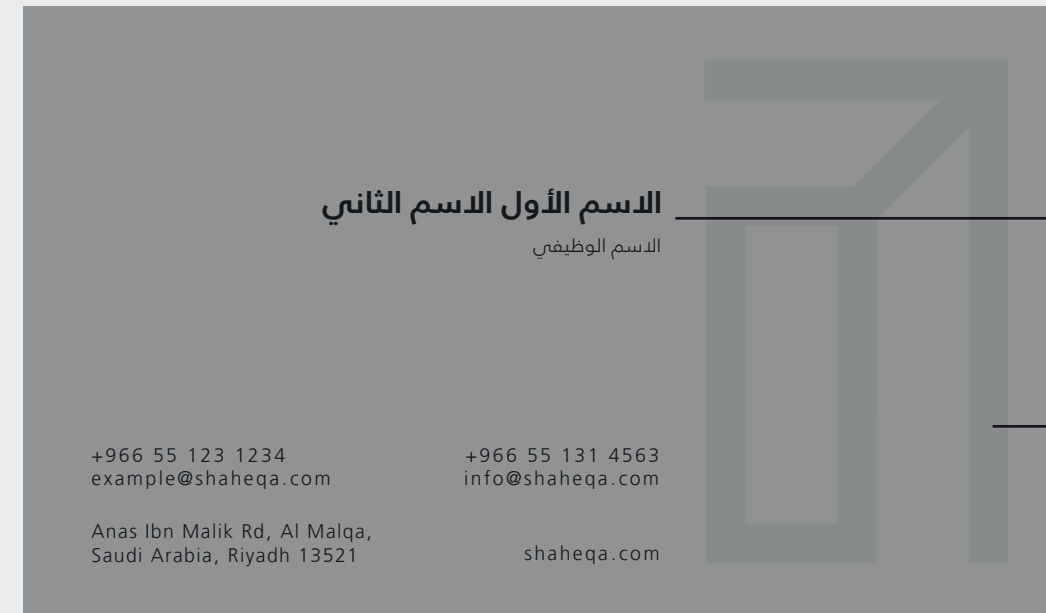 الاسم الأول الاسم الثاني
الاسم الوظيفي
+966 55 123 1234
example@shaheqa.com
+966 55 131 4563
info@shaheqa.com
Anas Ibn Malik Rd, Al Malqa,
Saudi Arabia, Riyadh 13521
shaheqa.com